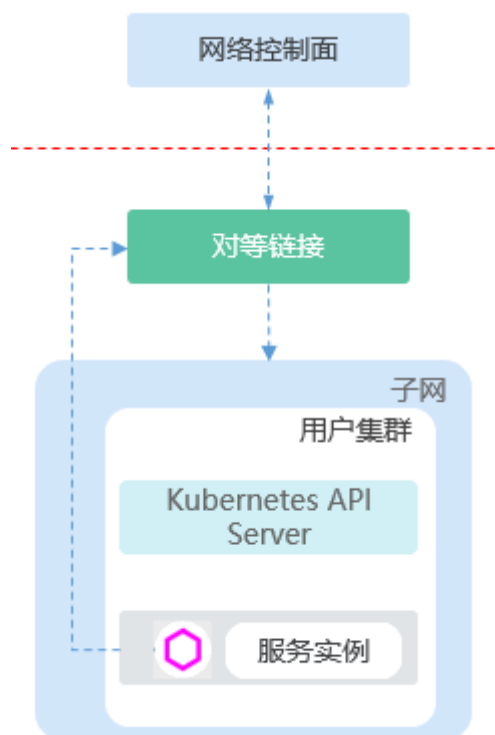 网络控制面
对等链接
子网
用户集群
Kubernetes API
Server
服务实例